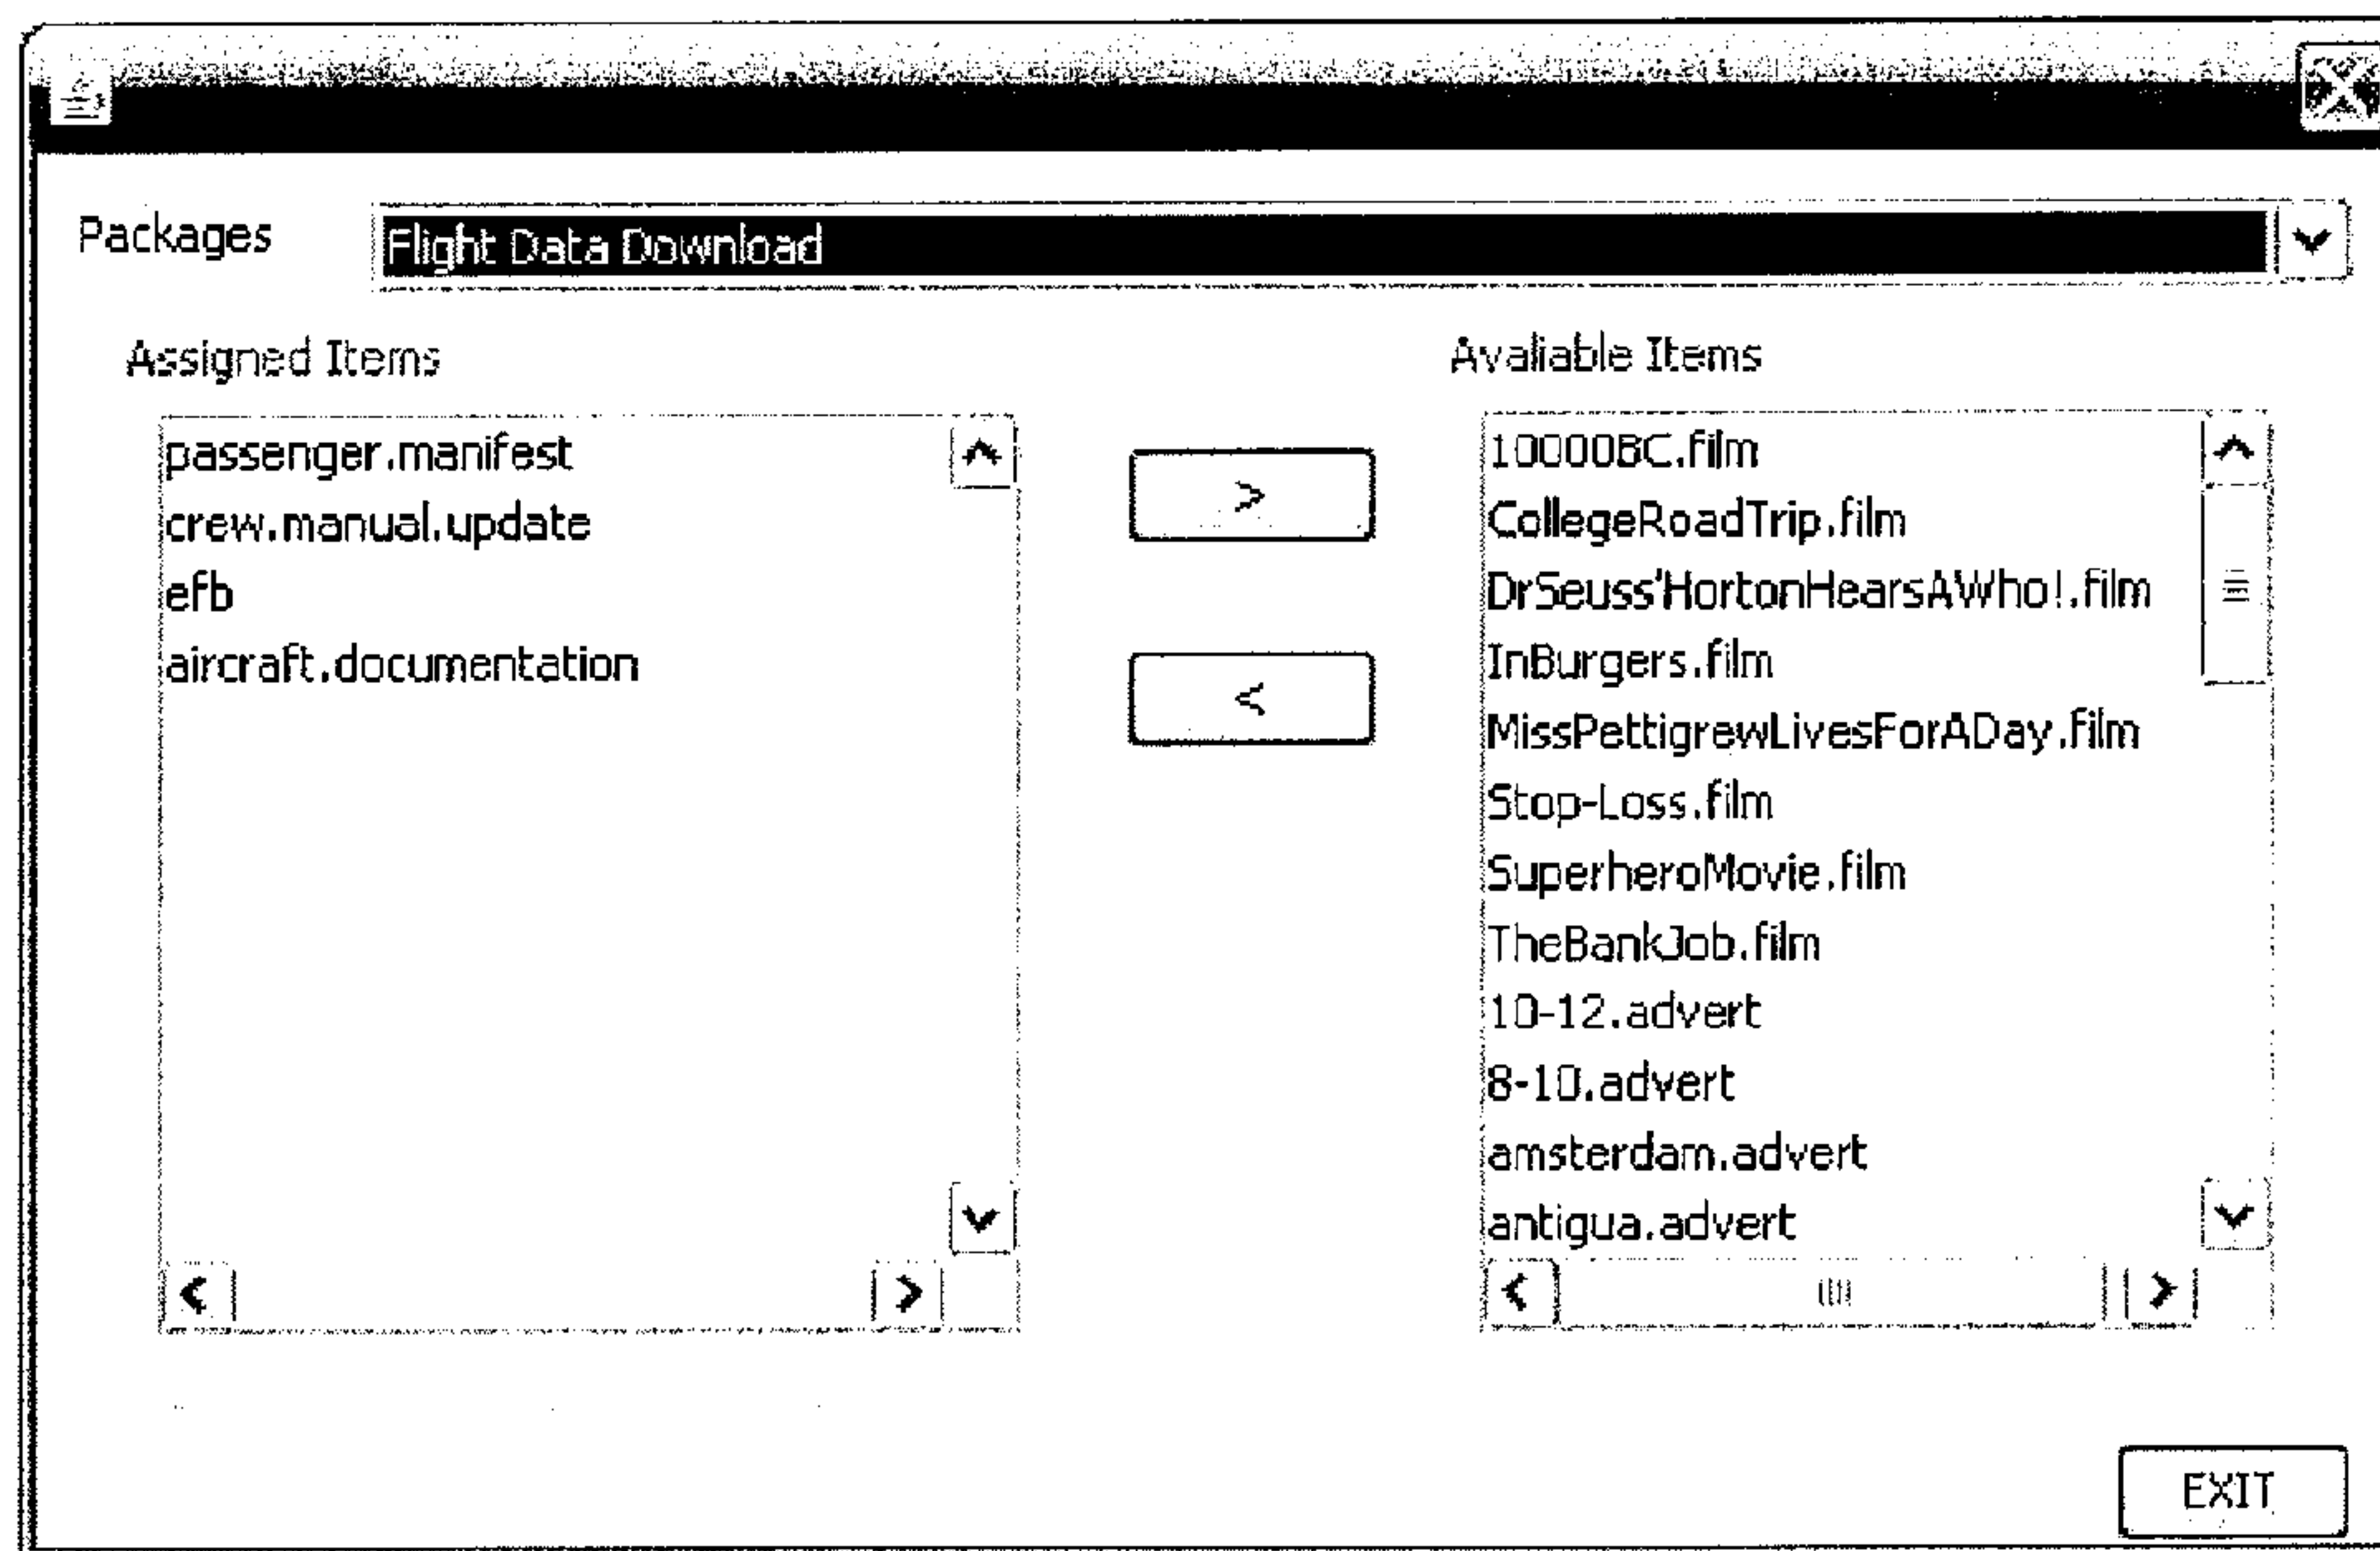 Packages
Flight Data Download
Assigned Items
passenger.manifest
crew.manual.update
efb
aircraft.documentation
>
<
Avaliable Items
10000BC.film
CollegeRoadTrip.film
DrSeuss'HortonHearsAWho!.film
InBurgers.film
MissPettigrewLivesForADay.film
Stop-Loss.film
SuperheroMovie.film
TheBankJob.film
10-12.advert
8-10.advert
amsterdam.advert
antigua.advert
EXIT